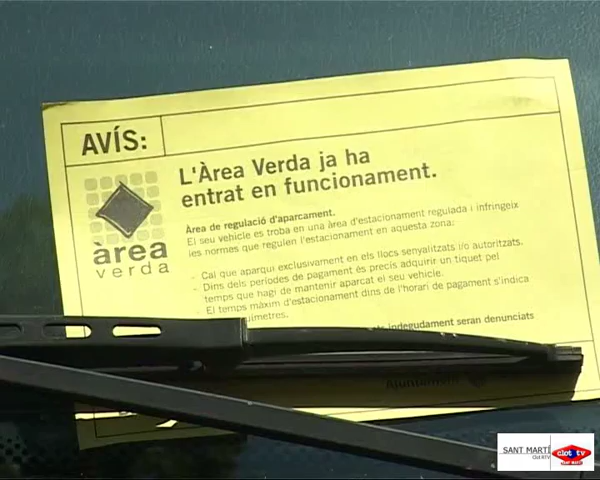 AVÍS:
L'Àrea Verda ja ha
entrat en funcionament.
àrea
verda
Àrea de regulació d'aparcament.
El seu vehicle es troba en una àrea d'estacionament regulada i infringeix
les normes que regulen l'estacionament en aquesta zona:
- Cal que aparqui exclusivament en els llocs senyalitzats i/o autoritzats.
- Dins dels períodes de pagament és precís adquirir un tiquet pel
temps que hagi de mantenir aparcat el seu vehicle.
- El temps màxim d'estacionament dins de l'horari de pagament s'indica
indegudament seran denunciats
Ajuntament
SANT MARTÍ
Clot RTV
clot tv
SANT MARTÍ